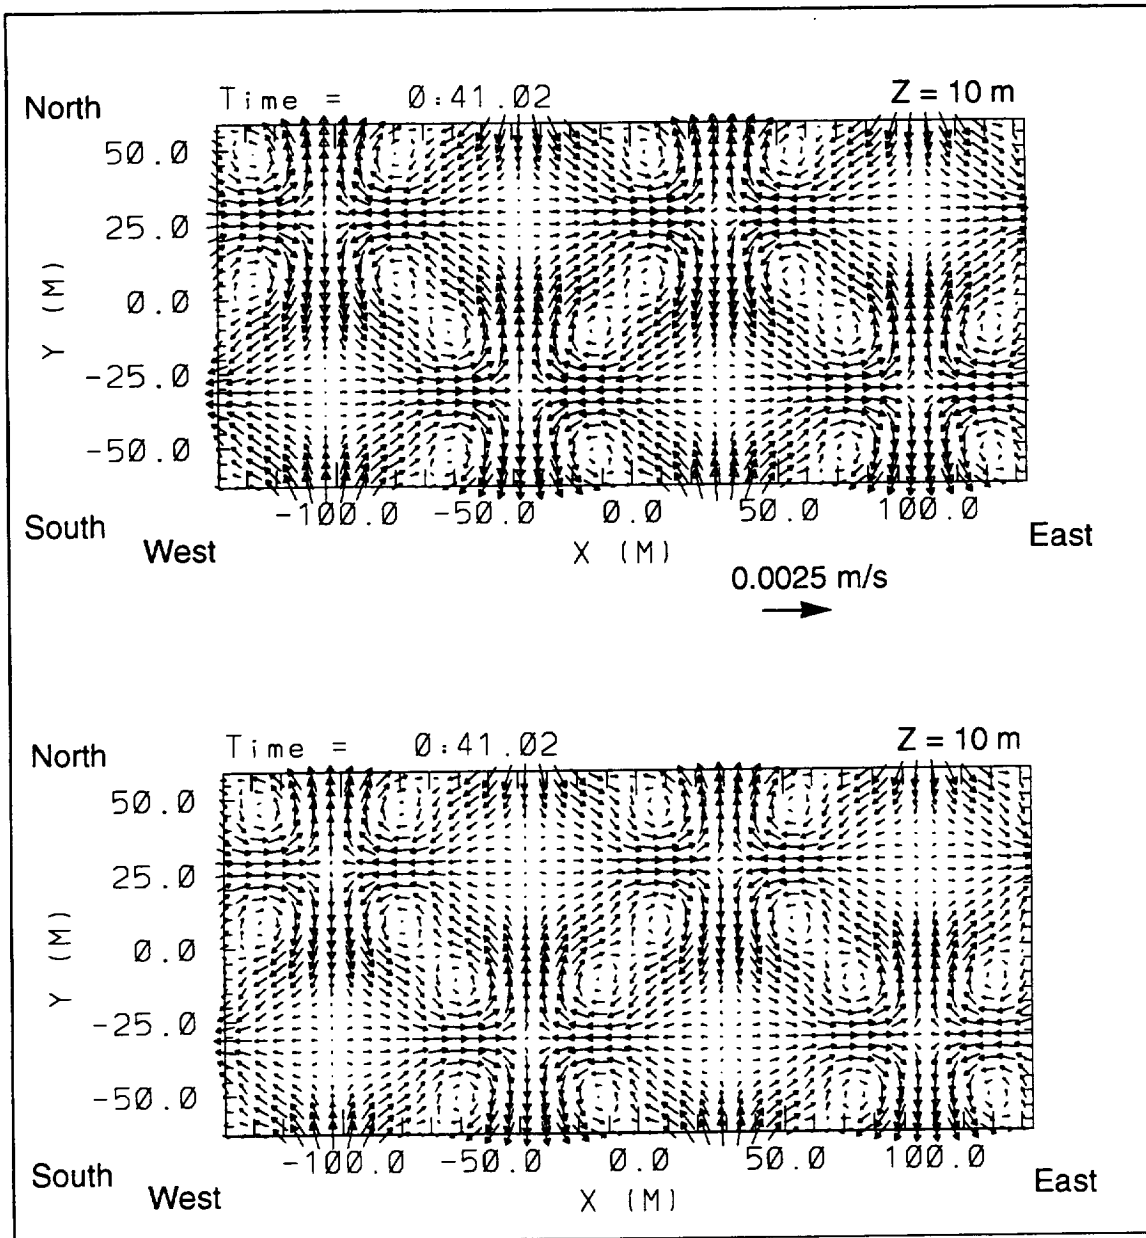 Time = 0:41.02 Z = 10 m
North
50.0
25.0
0.0
-25.0
-50.0
Y (M)
South
-100.0 -50.0 0.0 50.0 100.0
West X (M) East
0.0025 m/s
Time = 0:41.02 Z = 10 m
North
50.0
25.0
0.0
-25.0
-50.0
Y (M)
South
-100.0 -50.0 0.0 50.0 100.0
West X (M) East